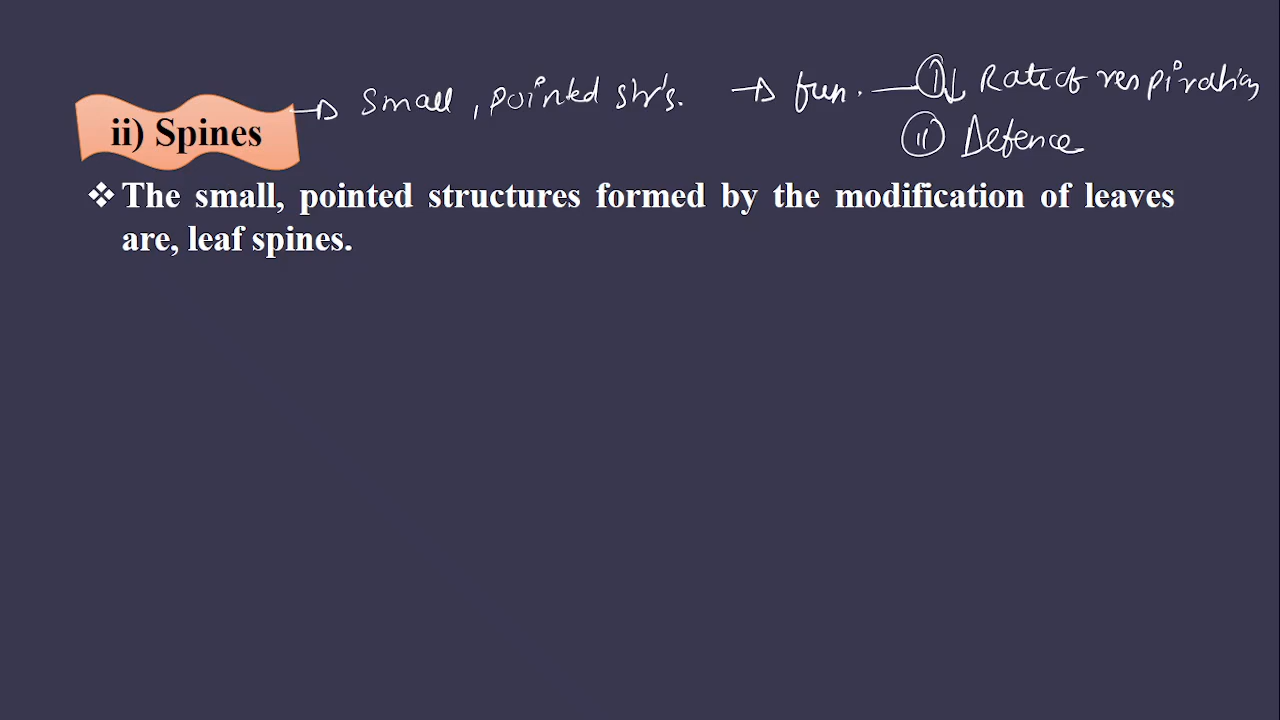 → Small, pointed str's. → fun. — (i) ↓ Rate of respiration
(ii) Defence
ii) Spines
❖ The small, pointed structures formed by the modification of leaves
are, leaf spines.